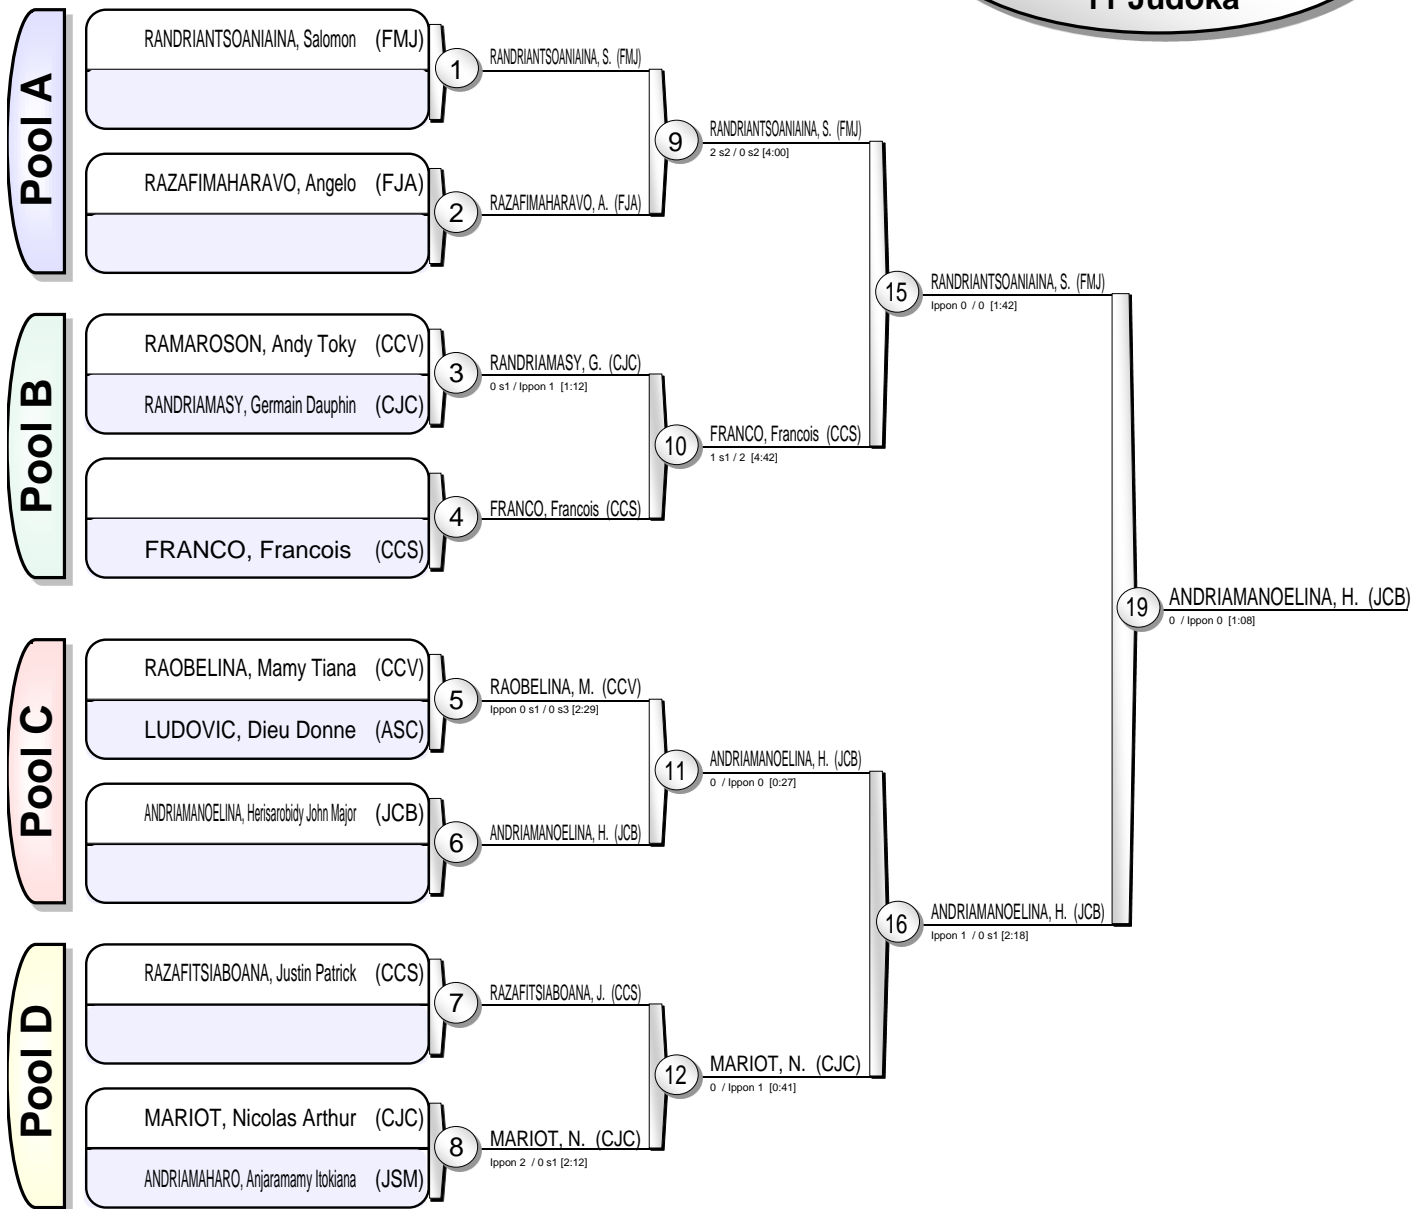 11 Judoka
Pool A
RANDRIANTSOANIAINA, Salomon (FMJ)
1
RANDRIANTSOANIAINA, S. (FMJ)
RAZAFIMAHARAVO, Angelo (FJA)
2
RAZAFIMAHARAVO, A. (FJA)
9
RANDRIANTSOANIAINA, S. (FMJ)
2 s2 / 0 s2 [4:00]
Pool B
RAMAROSON, Andy Toky (CCV)
RANDRIAMASY, Germain Dauphin (CJC)
3
RANDRIAMASY, G. (CJC)
0 s1 / Ippon 1 [1:12]
FRANCO, Francois (CCS)
4
FRANCO, Francois (CCS)
10
FRANCO, Francois (CCS)
1 s1 / 2 [4:42]
15
RANDRIANTSOANIAINA, S. (FMJ)
Ippon 0 / 0 [1:42]
Pool C
RAOBELINA, Mamy Tiana (CCV)
LUDOVIC, Dieu Donne (ASC)
5
RAOBELINA, M. (CCV)
Ippon 0 s1 / 0 s3 [2:29]
ANDRIAMANOELINA, Herisarobidy John Major (JCB)
6
ANDRIAMANOELINA, H. (JCB)
11
ANDRIAMANOELINA, H. (JCB)
0 / Ippon 0 [0:27]
Pool D
RAZAFITSIABOANA, Justin Patrick (CCS)
7
RAZAFITSIABOANA, J. (CCS)
MARIOT, Nicolas Arthur (CJC)
ANDRIAMAHARO, Anjaramamy Itokiana (JSM)
8
MARIOT, N. (CJC)
Ippon 2 / 0 s1 [2:12]
12
MARIOT, N. (CJC)
0 / Ippon 1 [0:41]
16
ANDRIAMANOELINA, H. (JCB)
Ippon 1 / 0 s1 [2:18]
19
ANDRIAMANOELINA, H. (JCB)
0 / Ippon 0 [1:08]